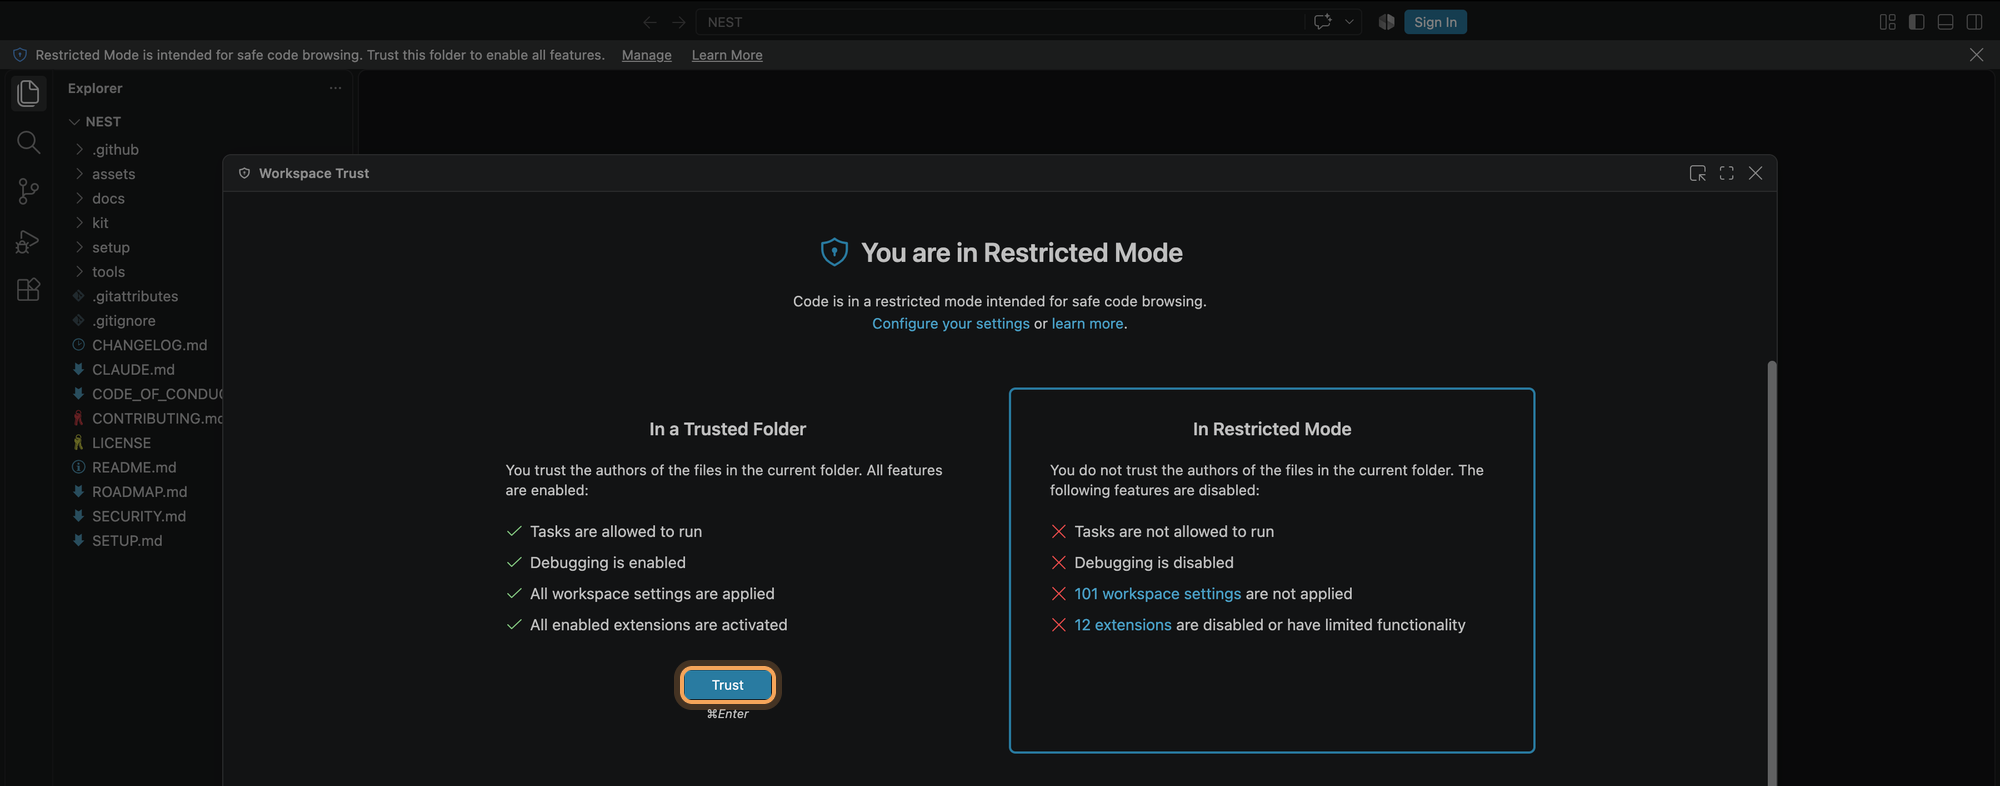 NEST
Sign In
Restricted Mode is intended for safe code browsing. Trust this folder to enable all features. Manage Learn More
Explorer
NEST
.github
assets
docs
kit
setup
tools
.gitattributes
.gitignore
CHANGELOG.md
CLAUDE.md
CODE_OF_CONDUC
CONTRIBUTING.md
LICENSE
README.md
ROADMAP.md
SECURITY.md
SETUP.md
Workspace Trust
You are in Restricted Mode
Code is in a restricted mode intended for safe code browsing.
Configure your settings or learn more.
In a Trusted Folder
You trust the authors of the files in the current folder. All features
are enabled:
Tasks are allowed to run
Debugging is enabled
All workspace settings are applied
All enabled extensions are activated
Trust
⌘Enter
In Restricted Mode
You do not trust the authors of the files in the current folder. The
following features are disabled:
Tasks are not allowed to run
Debugging is disabled
101 workspace settings are not applied
12 extensions are disabled or have limited functionality